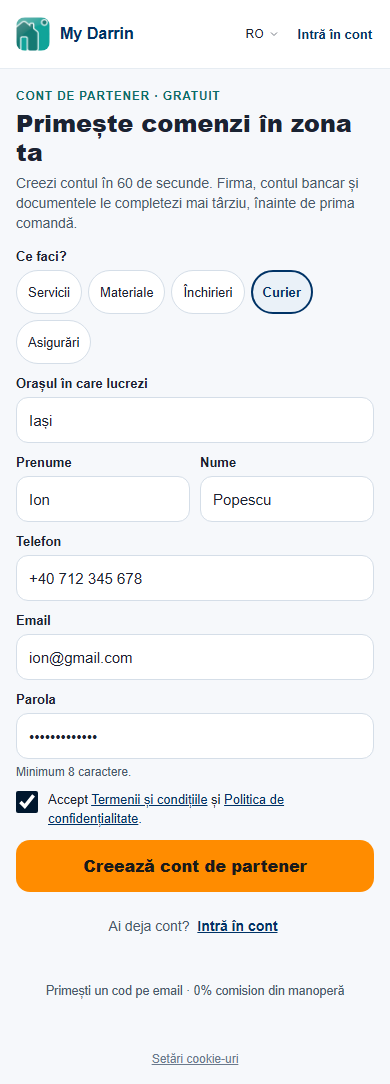 My Darrin
RO
Intră în cont
CONT DE PARTENER · GRATUIT
Primește comenzi în zona
ta
Creezi contul în 60 de secunde. Firma, contul bancar și
documentele le completezi mai târziu, înainte de prima
comandă.
Ce faci?
Servicii
Materiale
Închirieri
Curier
Asigurări
Orașul în care lucrezi
Iași
Prenume
Nume
Ion
Popescu
Telefon
+40 712 345 678
Email
ion@gmail.com
Parola
•••••••••••••
Minimum 8 caractere.
Accept Termenii și condițiile și Politica de
confidențialitate.
Creează cont de partener
Ai deja cont? Intră în cont
Primești un cod pe email · 0% comision din manoperă
Setări cookie-uri